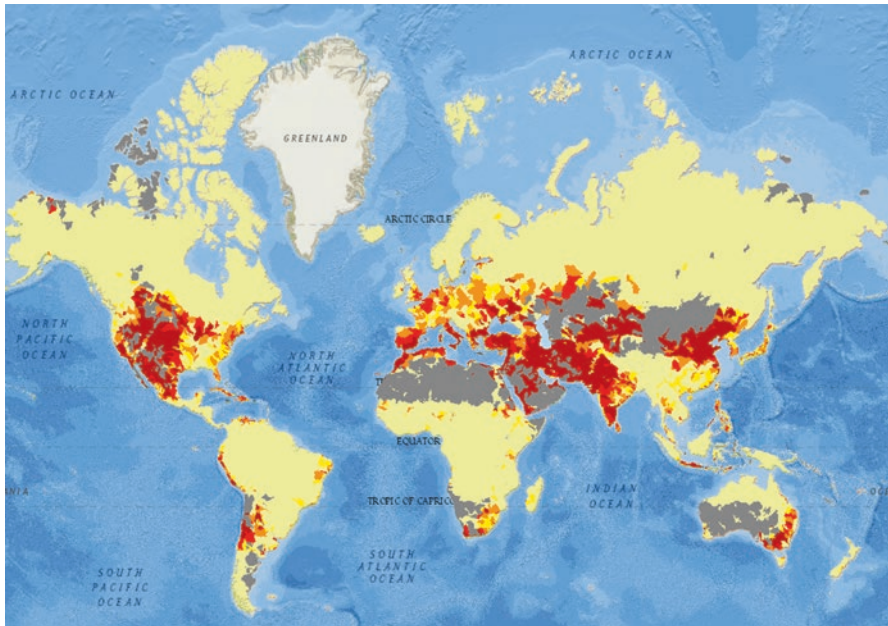 ARCTIC OCEAN
ARCTIC OCEAN
GREENLAND
ARCTIC CIRCLE
NORTH
PACIFIC
OCEAN
NORTH
ATLANTIC
OCEAN
EQUATOR
INDIAN
OCEAN
TROPIC OF CAPRIC
SOUTH
PACIFIC
OCEAN
SOUTH
ATLANTIC
OCEAN